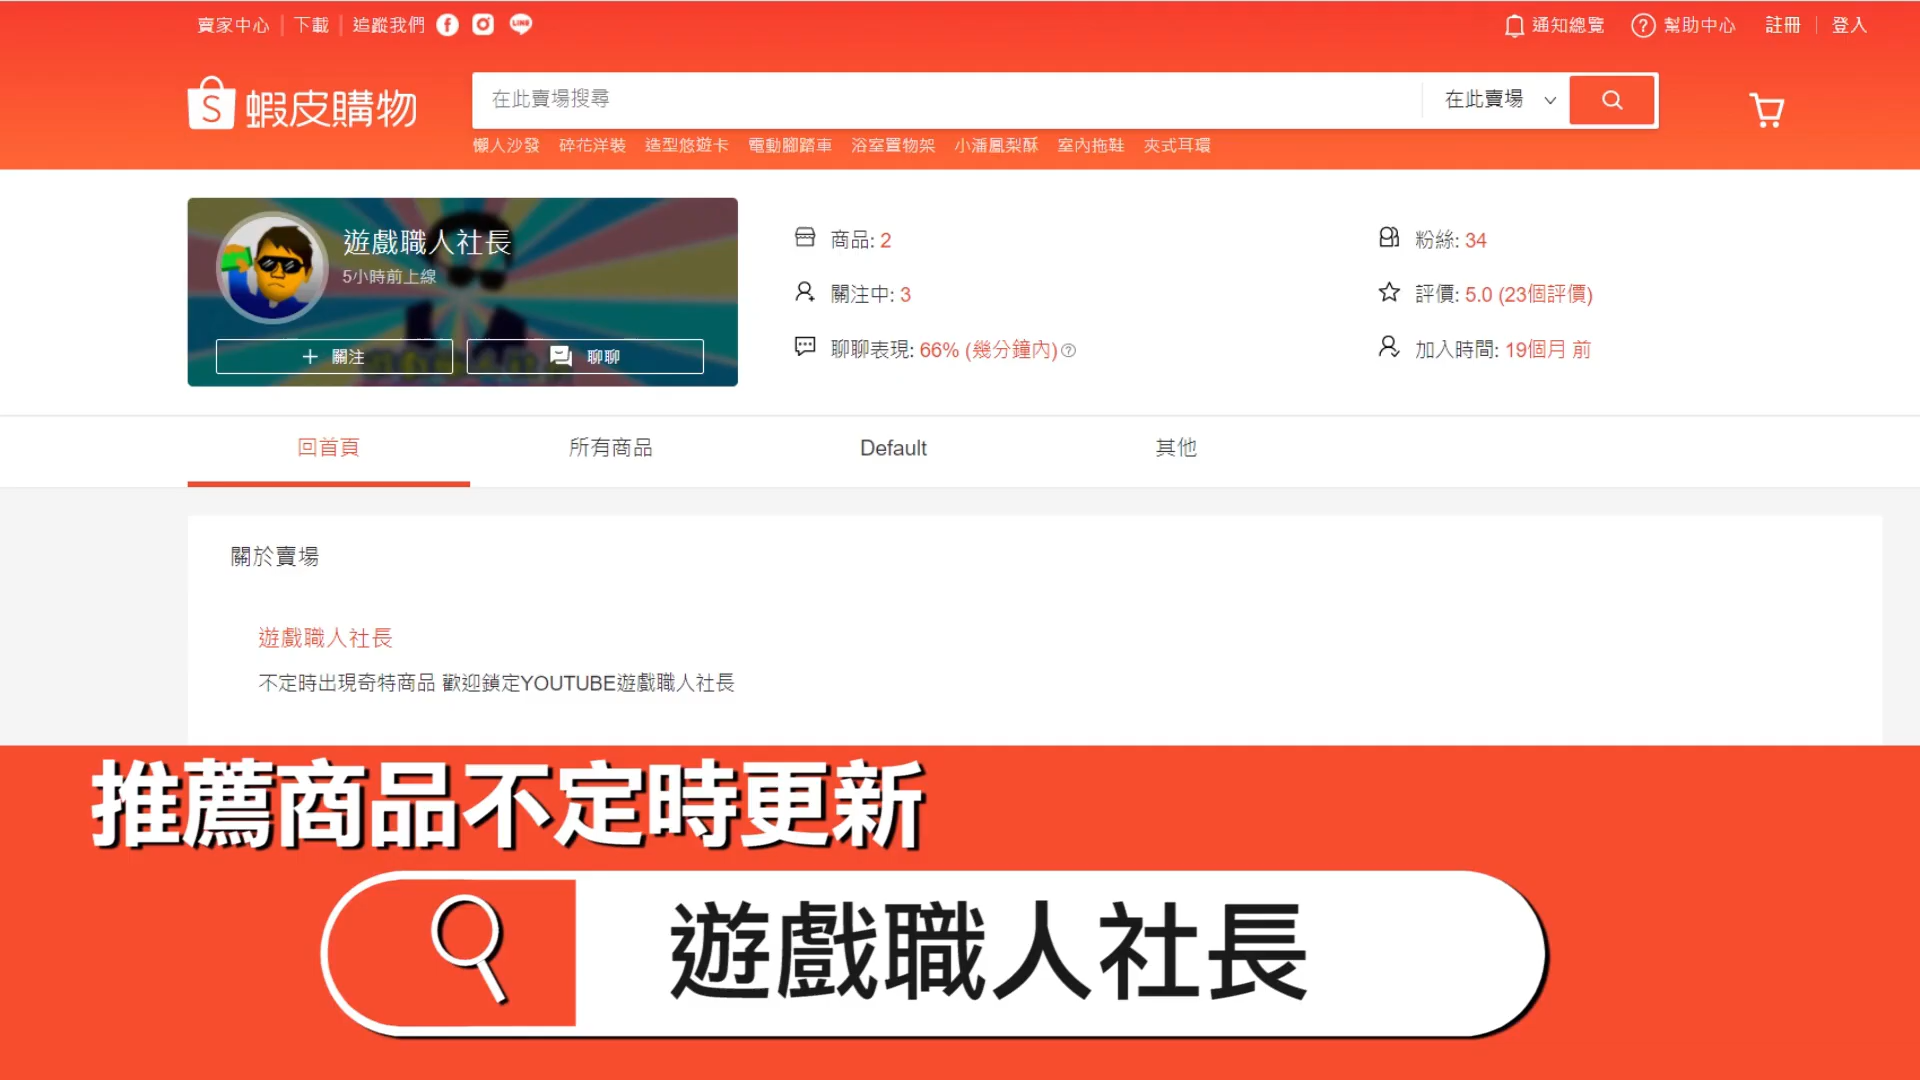 賣家中心 下載 追蹤我們 LINE 通知總覽 幫助中心 註冊 登入
S 蝦皮購物 在此賣場搜尋 在此賣場
懶人沙發 碎花洋裝 造型悠遊卡 電動腳踏車 浴室置物架 小潘鳳梨酥 室內拖鞋 夾式耳環
遊戲職人社長
5小時前上線
+ 關注 聊聊
商品: 2
關注中: 3
聊聊表現: 66% (幾分鐘內)
粉絲: 34
評價: 5.0 (23個評價)
加入時間: 19個月 前
回首頁 所有商品 Default 其他
關於賣場
遊戲職人社長
不定時出現奇特商品 歡迎鎖定YOUTUBE遊戲職人社長
推薦商品不定時更新
遊戲職人社長